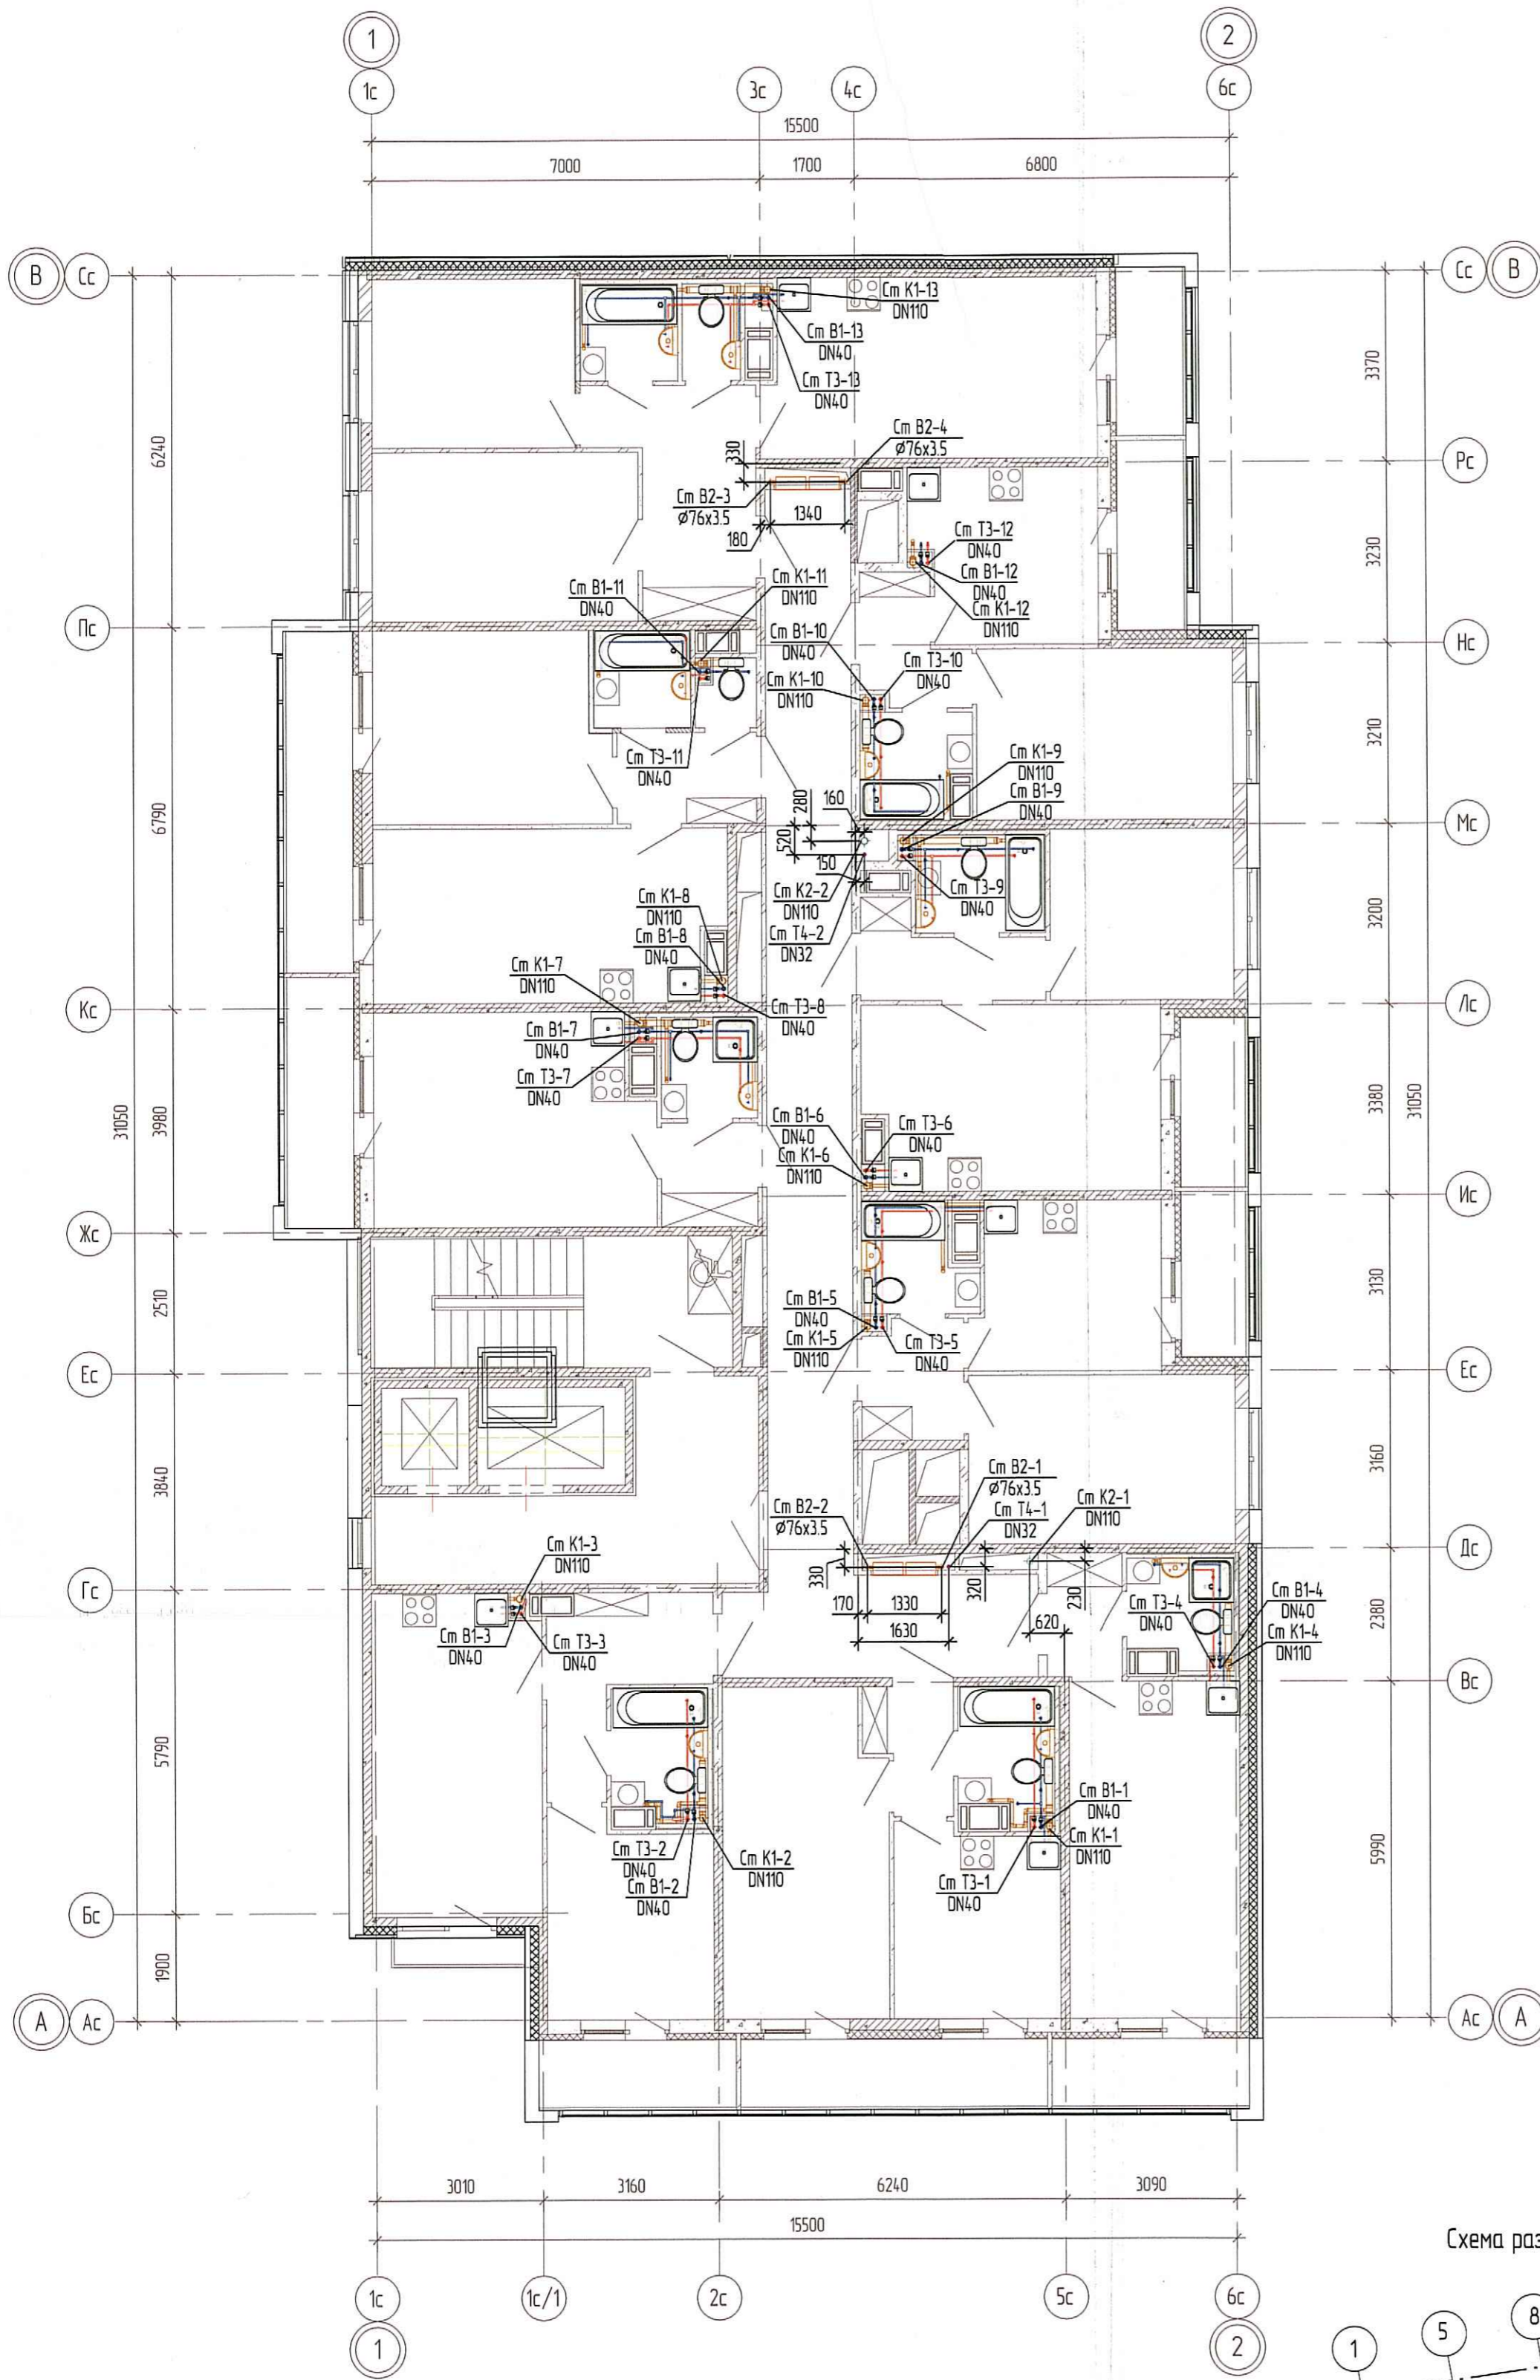 1
2
1с
3с
4с
6с
15500
7000
1700
6800
В
Сс
Сс
В
Ст К1-13
DN110
Ст В1-13
DN40
Ст Т3-13
DN40
3370
6240
330
Ст В2-4
Ø76х3.5
Рс
Ст В2-3
Ø76х3.5
1340
180
Ст Т3-12
DN40
Ст В1-12
DN40
Ст К1-12
DN110
3230
Ст К1-11
DN110
Ст В1-11
DN40
Пс
Нс
Ст В1-10
DN40
Ст Т3-10
DN40
Ст К1-10
DN110
3210
Ст Т3-11
DN40
Ст К1-9
DN110
Ст В1-9
DN40
6790
280
160
520
150
Мс
Ст К2-2
DN110
Ст Т3-9
DN40
Ст Т4-2
DN32
3200
Ст К1-8
DN110
Ст В1-8
DN40
Ст К1-7
DN110
Ст Т3-8
DN40
Кс
Лс
Ст В1-7
DN40
Ст Т3-7
DN40
31050
3980
3380
31050
Ст В1-6
DN40
Ст Т3-6
DN40
Ст К1-6
DN110
Ис
Жс
2510
3130
Ст В1-5
DN40
Ст К1-5
DN110
Ст Т3-5
DN40
Ес
Ес
3840
3160
Ст В2-1
Ø76х3.5
Ст В2-2
Ø76х3.5
Ст Т4-1
DN32
Ст К2-1
DN110
Ст К1-3
DN110
Дс
Гс
330
320
230
170
1330
1630
620
Ст Т3-4
DN40
Ст В1-4
DN40
Ст К1-4
DN110
2380
Ст В1-3
DN40
Ст Т3-3
DN40
Вс
5790
5990
Ст В1-1
DN40
Ст К1-1
DN110
Ст Т3-2
DN40
Ст В1-2
DN40
Ст К1-2
DN110
Ст Т3-1
DN40
Бс
1900
А
Ас
Ас
А
3010
3160
6240
3090
15500
1с
1с/1
2с
5с
6с
1
2
Схема раз
1
5
8